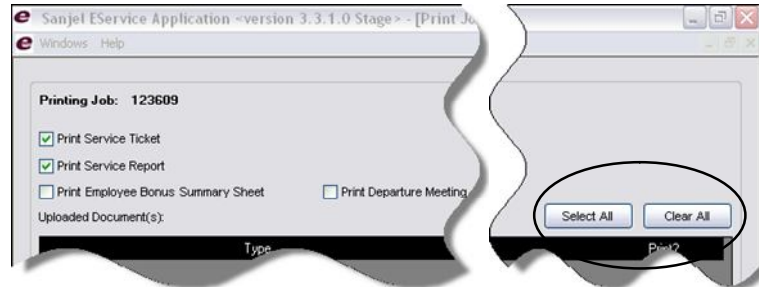 Sanjel EService Application <version 3.3.1.0 Stage> - [Print Jo
Windows Help
Printing Job: 123609
Print Service Ticket
Print Service Report
Print Employee Bonus Summary Sheet Print Departure Meeting
Uploaded Document(s): Select All Clear All
Type Print?